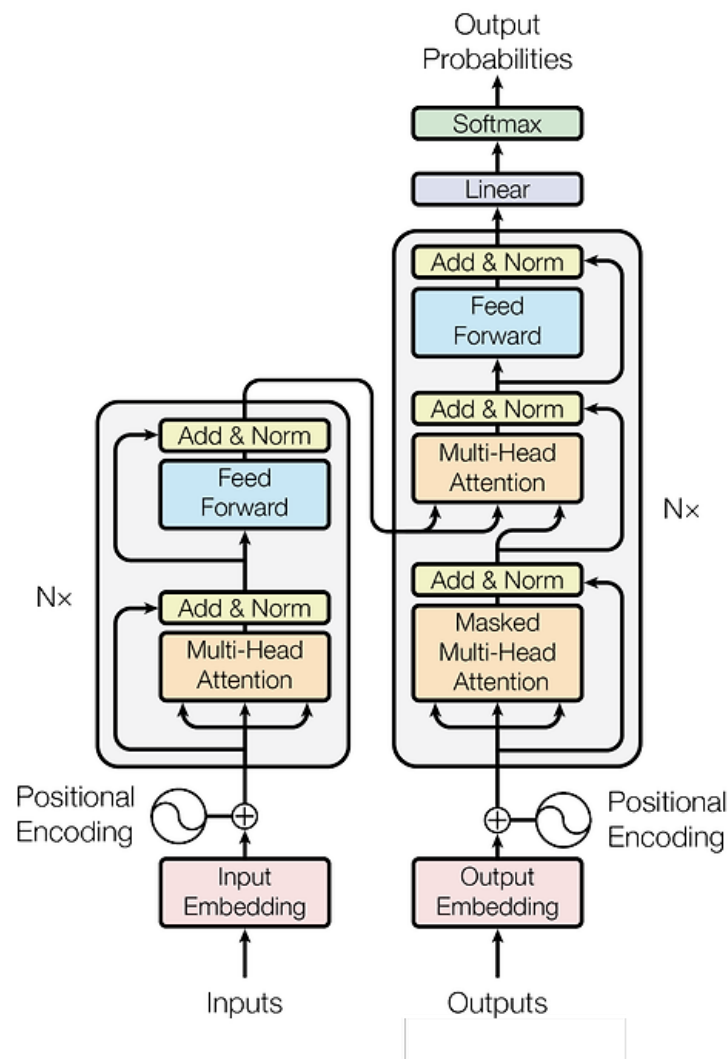 Output
Probabilities
Softmax
Linear
Add & Norm
Feed
Forward
Add & Norm
Multi-Head
Attention
N×
Add & Norm
Masked
Multi-Head
Attention
Add & Norm
Feed
Forward
N×
Add & Norm
Multi-Head
Attention
Positional
Encoding
Positional
Encoding
Input
Embedding
Output
Embedding
Inputs
Outputs